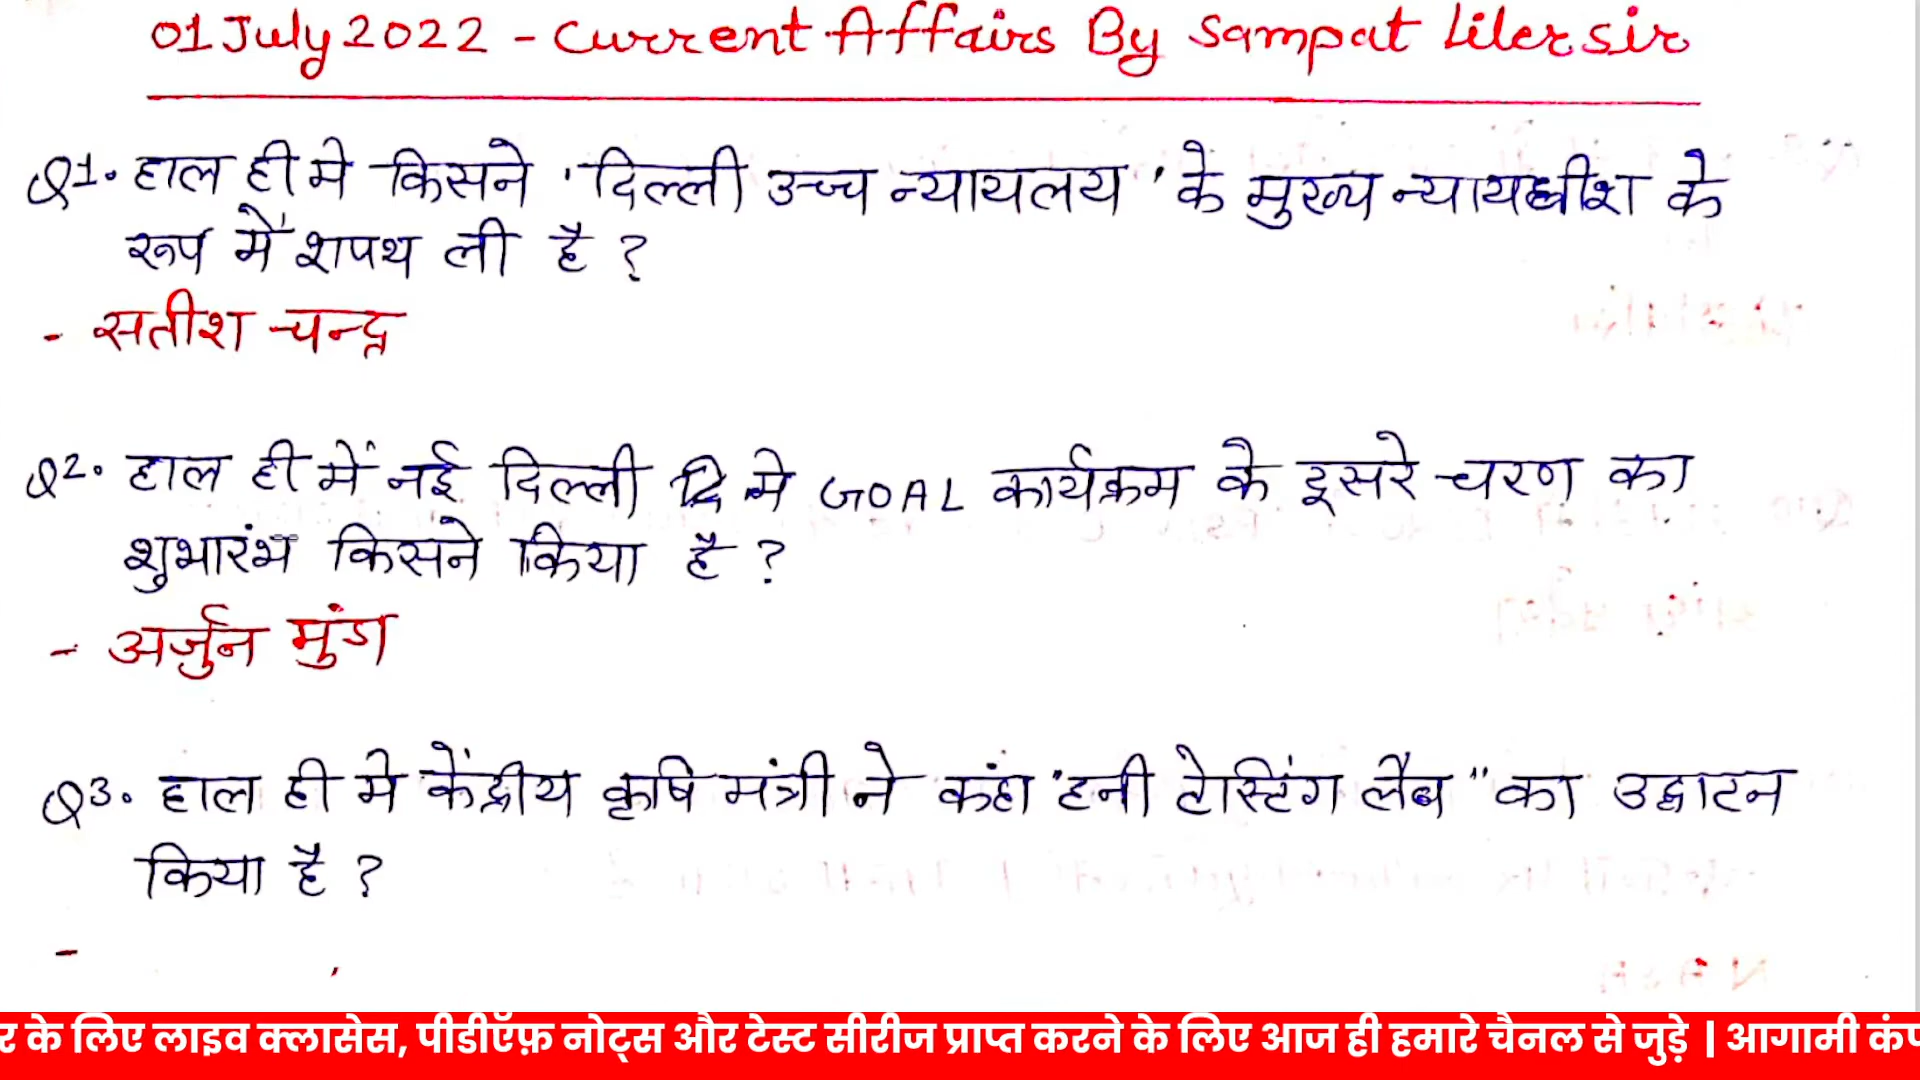 01 July 2022 - Current Affairs By Sampat Liler sir
Q1. हाल ही मे किसने 'दिल्ली उच्च न्यायलय' के मुख्य न्यायधीश के
रूप में शपथ ली है ?
- सतीश चन्द्र
Q2. हाल ही में नई दिल्ली दि मे GOAL कार्यक्रम के दुसरे चरण का
शुभारंभ किसने किया है ?
- अर्जुन मुंडा
Q3. हाल ही मे केंद्रीय कृषि मंत्री ने कहां "हनी टेस्टिंग लैब" का उद्घाटन
किया है ?
-
र के लिए लाइव क्लासेस, पीडीऍफ़ नोट्स और टेस्ट सीरीज प्राप्त करने के लिए आज ही हमारे चैनल से जुड़े | आगामी कंप